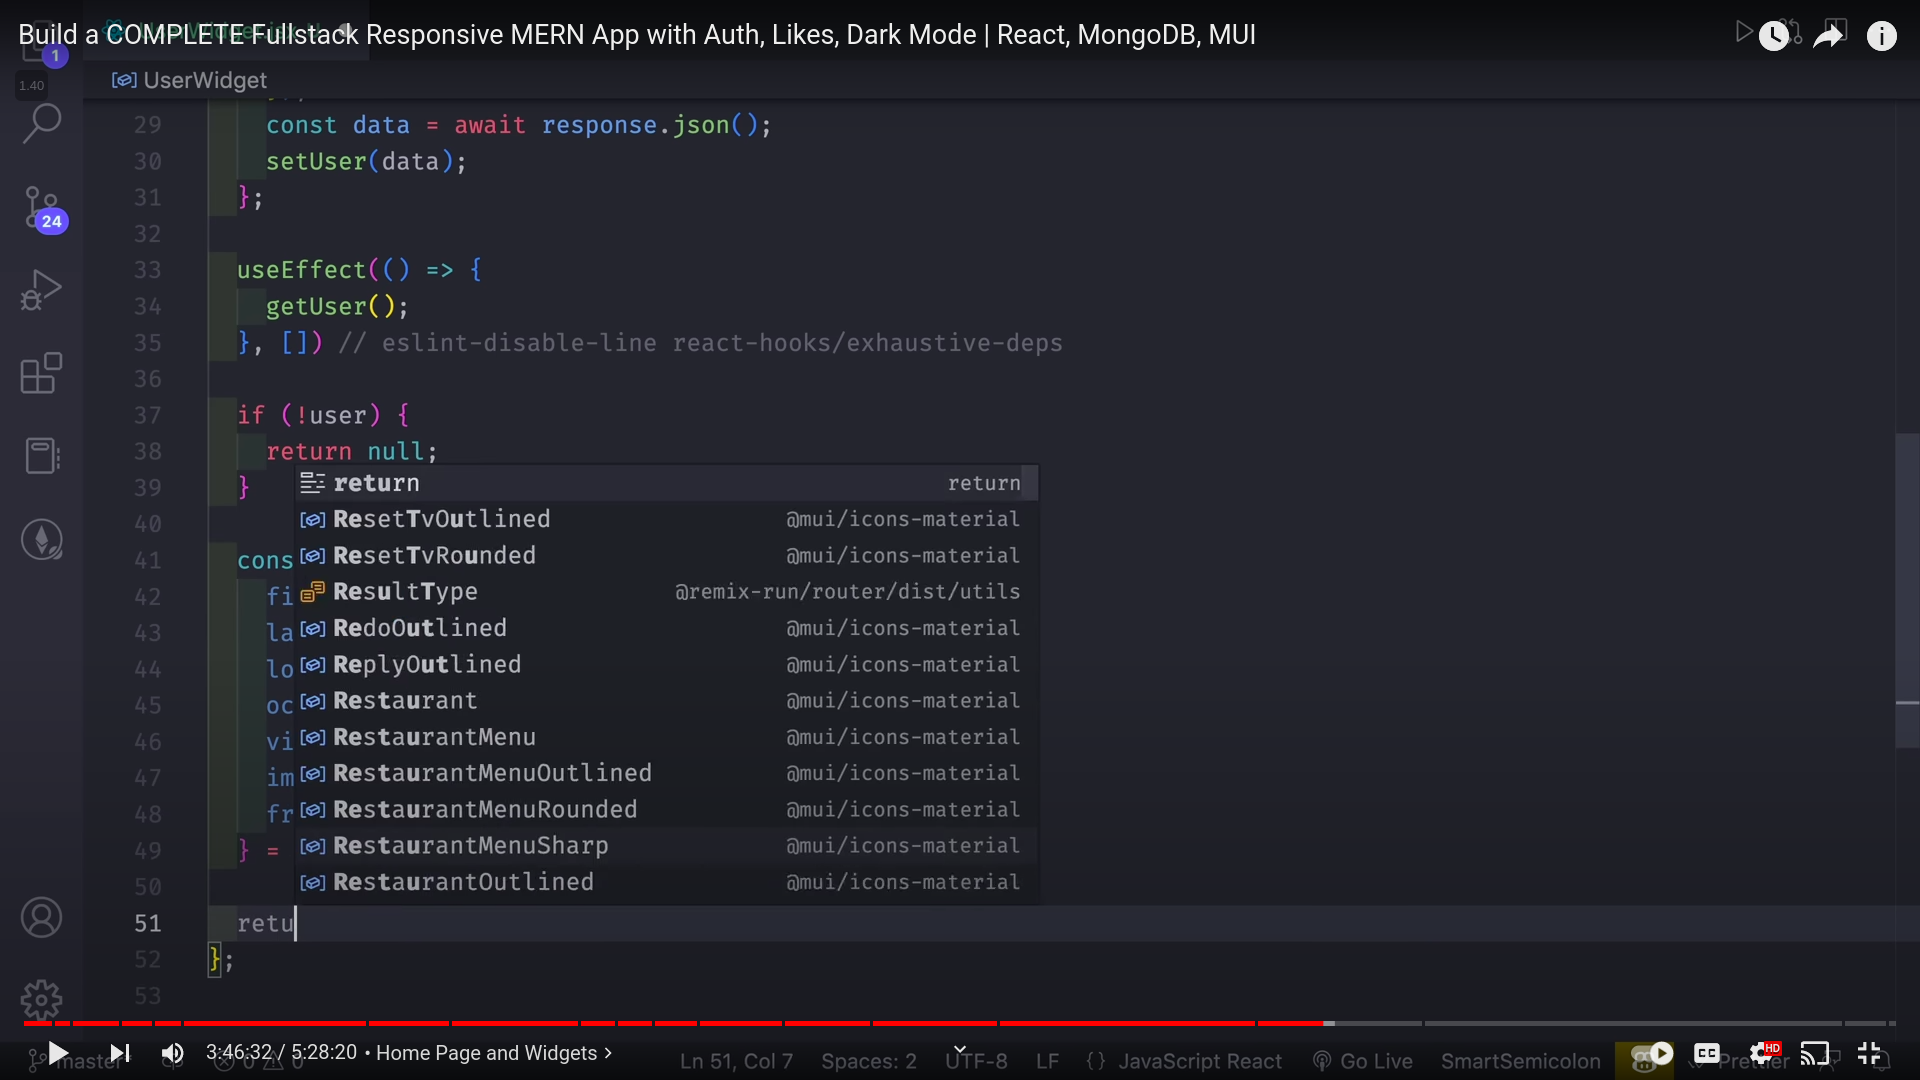 Build a COMPLETE Fullstack Responsive MERN App with Auth, Likes, Dark Mode | React, MongoDB, MUI
1
1.40
UserWidget
29 const data = await response.json();
30 setUser(data);
31 };
32
24
33 useEffect(() => {
34 getUser();
35 }, []) // eslint-disable-line react-hooks/exhaustive-deps
36
37 if (!user) {
38 return null;
39 }
return return
ResetTvOutlined @mui/icons-material
40
ResetTvRounded @mui/icons-material
41 cons
ResultType @remix-run/router/dist/utils
42 fi
RedoOutlined @mui/icons-material
43 la
ReplyOutlined @mui/icons-material
44 lo
Restaurant @mui/icons-material
45 oc
RestaurantMenu @mui/icons-material
46 vi
RestaurantMenuOutlined @mui/icons-material
47 im
RestaurantMenuRounded @mui/icons-material
48 fr
RestaurantMenuSharp @mui/icons-material
49 } =
RestaurantOutlined @mui/icons-material
50
51 retu
52 };
53
3:46:32 / 5:28:20 • Home Page and Widgets ›
master 0 0 Ln 51, Col 7 Spaces: 2 UTF-8 LF {} JavaScript React Go Live SmartSemicolon Prettier
CC HD